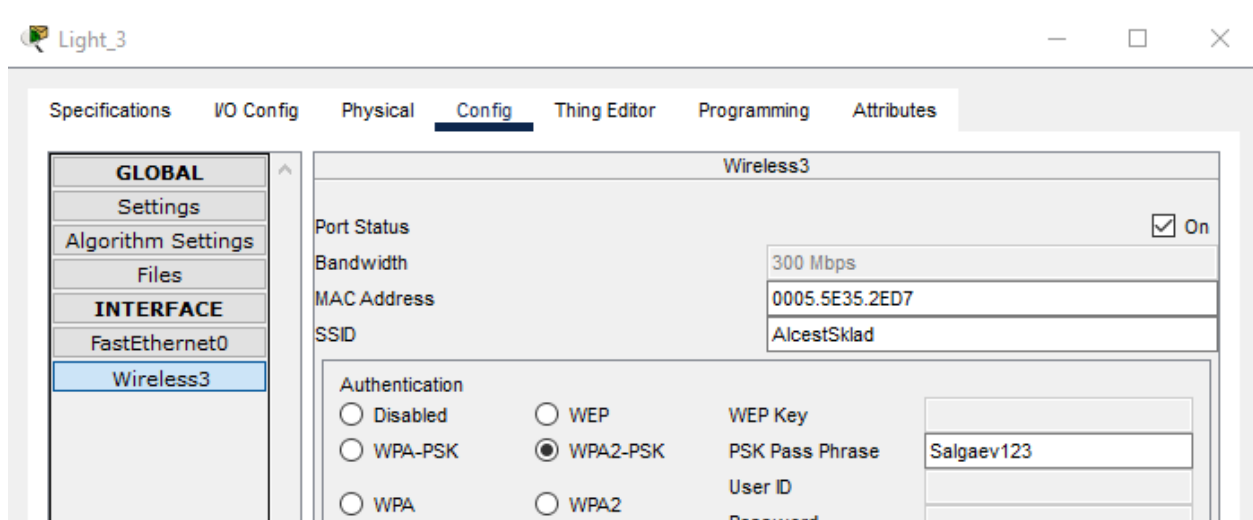 Light_3
Specifications I/O Config Physical Config Thing Editor Programming Attributes
GLOBAL
Settings
Algorithm Settings
Files
INTERFACE
FastEthernet0
Wireless3
Wireless3
Port Status On
Bandwidth 300 Mbps
MAC Address 0005.5E35.2ED7
SSID AlcestSklad
Authentication
Disabled WEP WEP Key
WPA-PSK WPA2-PSK PSK Pass Phrase Salgaev123
User ID
WPA WPA2
Password